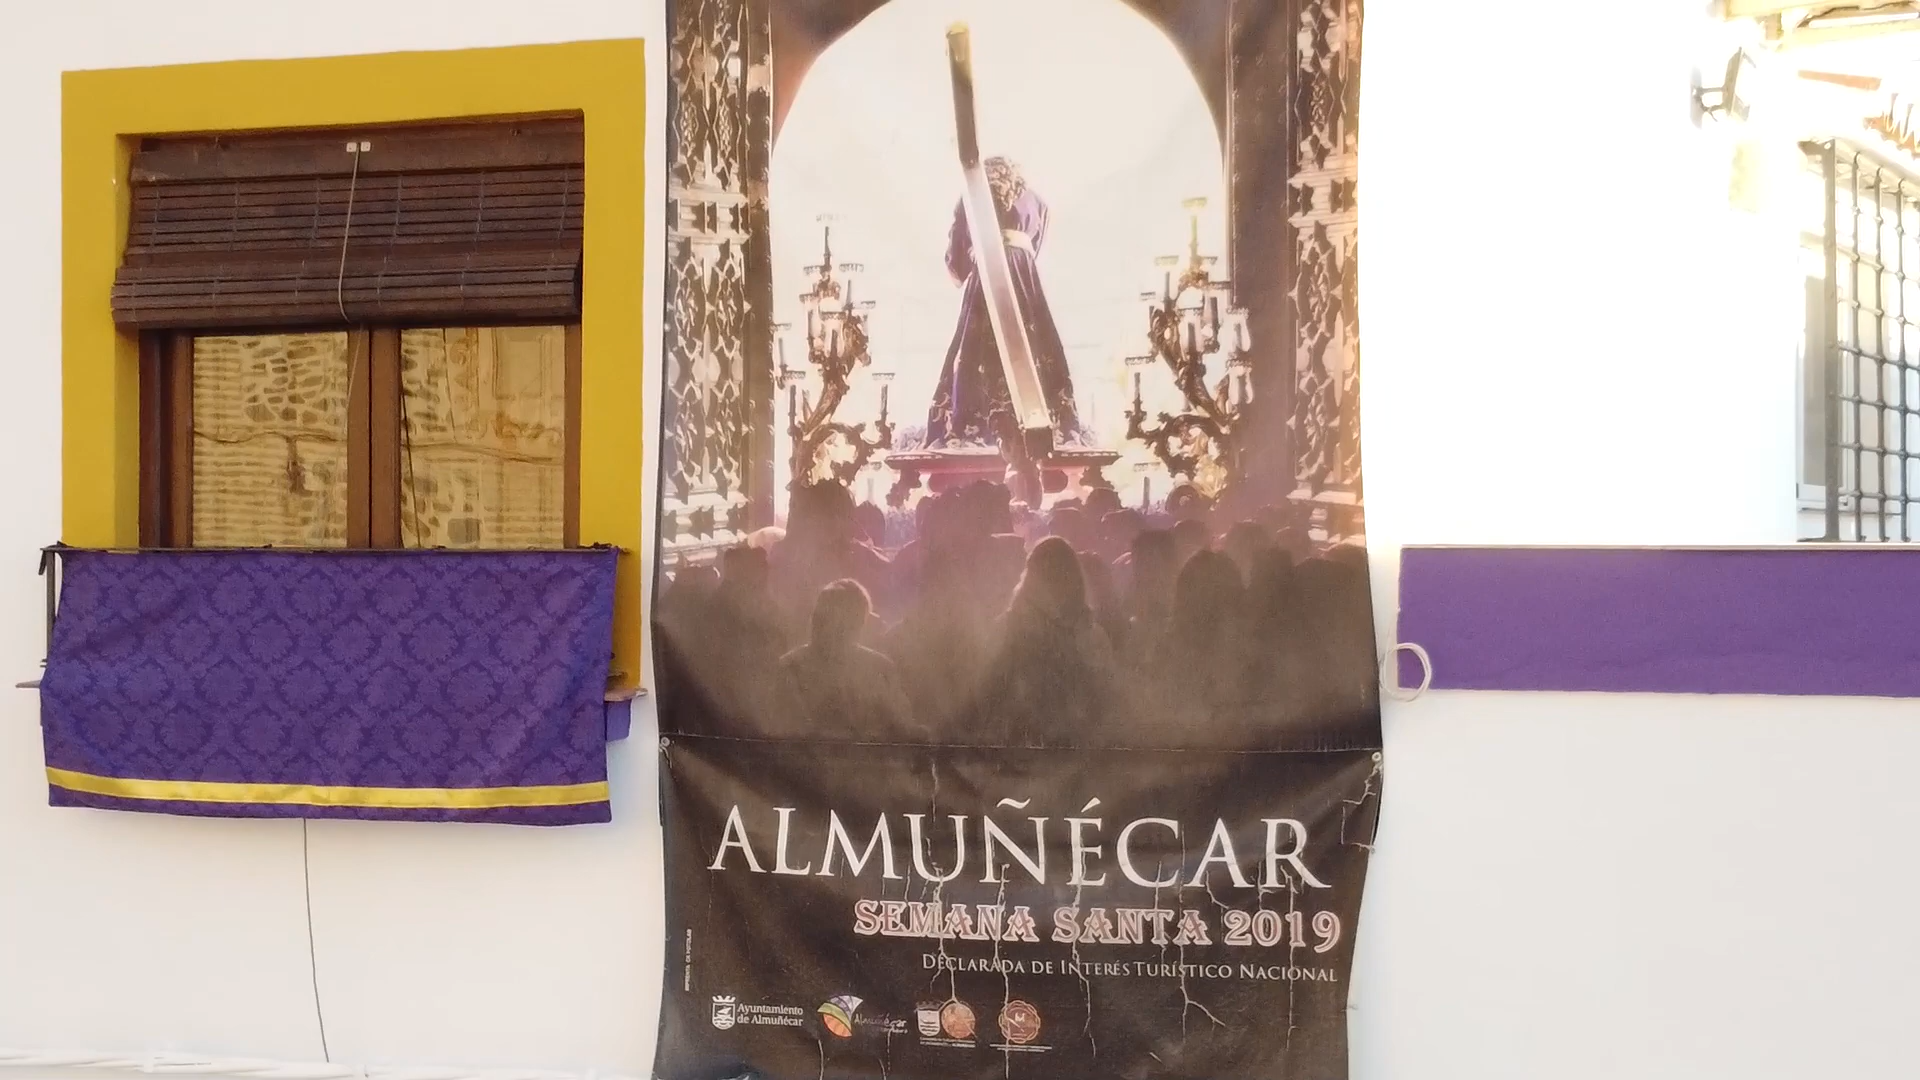 ALMUÑÉCAR
SEMANA SANTA 2019
DECLARADA DE INTERÉS TURÍSTICO NACIONAL
Ayuntamiento
de Almuñécar
Almuñécar